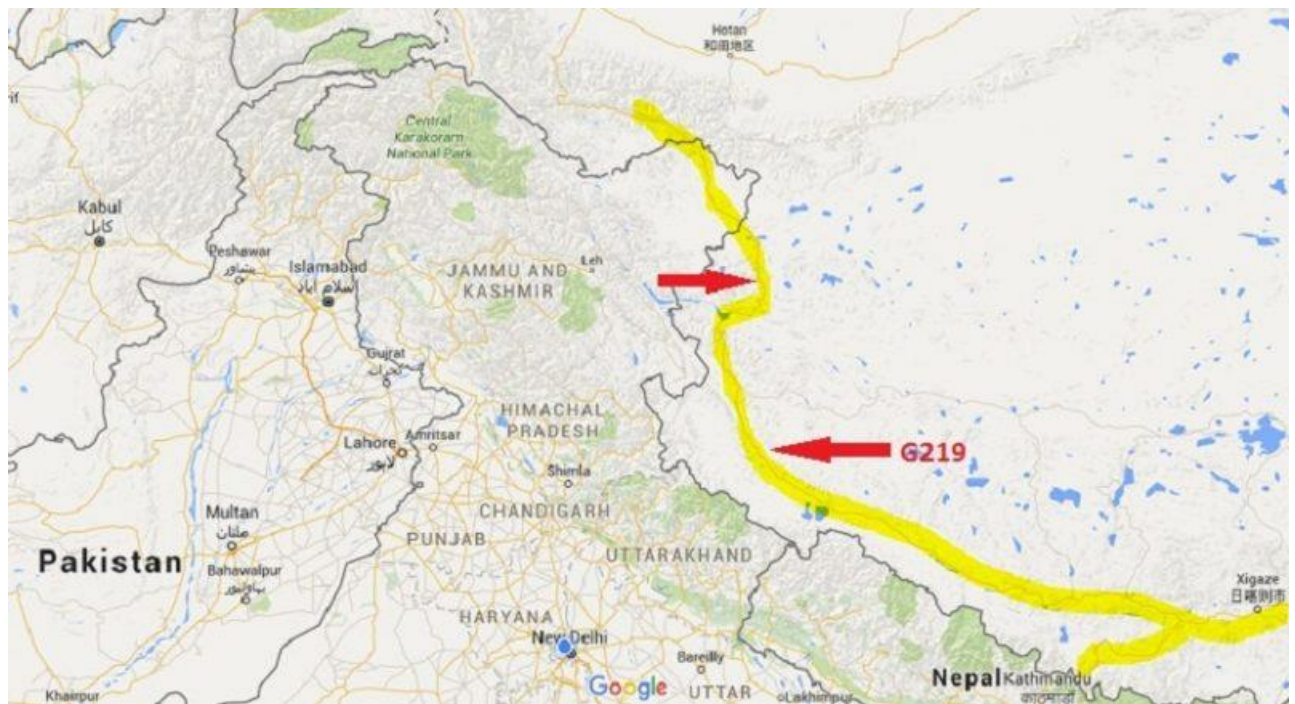 Hotan
和田地区
Central
Karakoram
National Park
Kabul
کابل
Peshawar
پشاور
Islamabad
اسلام آباد
Leh
JAMMU AND
KASHMIR
Gujrat
گجرات
HIMACHAL
PRADESH
Lahore
لاہور
Amritsar
G219
Shimla
CHANDIGARH
Multan
ملتان
PUNJAB
UTTARAKHAND
Pakistan
Bahawalpur
بہاولپور
Xigaze
日喀则市
HARYANA
New Delhi
Bareilly
Nepal
Kathmandu
काठमाडौं
Khairpur
Google
UTTAR
Lakhimpur